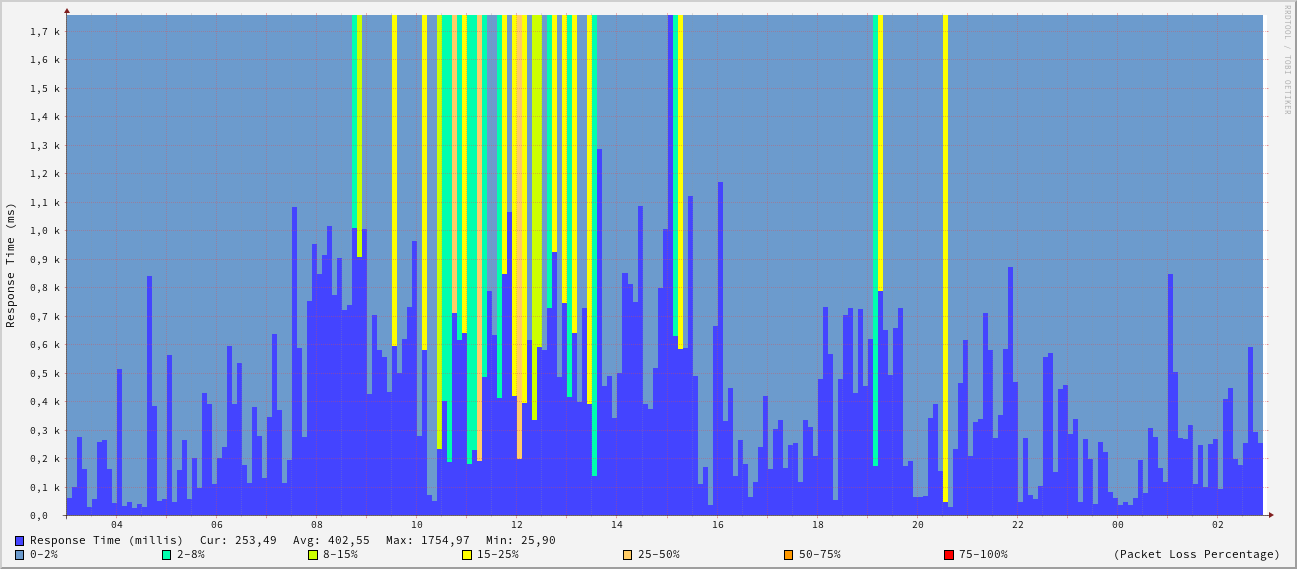 RRDTOOL / TOBI OETIKER
Response Time (ms)
1,7 k
1,6 k
1,5 k
1,4 k
1,3 k
1,2 k
1,1 k
1,0 k
0,9 k
0,8 k
0,7 k
0,6 k
0,5 k
0,4 k
0,3 k
0,2 k
0,1 k
0,0
04 06 08 10 12 14 16 18 20 22 00 02
Response Time (millis) Cur: 253,49 Avg: 402,55 Max: 1754,97 Min: 25,90
0-2% 2-8% 8-15% 15-25% 25-50% 50-75% 75-100% (Packet Loss Percentage)